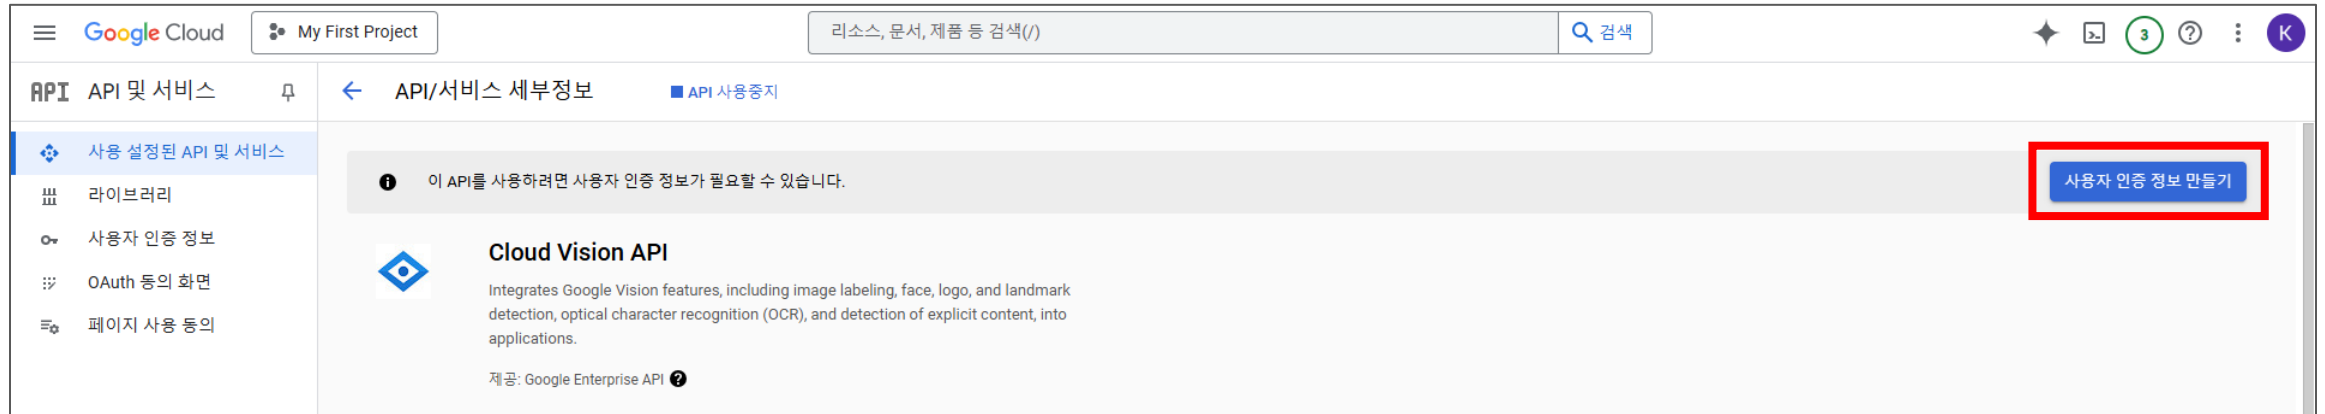 Google Cloud
My First Project
리소스, 문서, 제품 등 검색(/)
검색
3
K
API
API 및 서비스
API/서비스 세부정보
API 사용중지
사용 설정된 API 및 서비스
라이브러리
사용자 인증 정보
OAuth 동의 화면
페이지 사용 동의
이 API를 사용하려면 사용자 인증 정보가 필요할 수 있습니다.
사용자 인증 정보 만들기
Cloud Vision API
Integrates Google Vision features, including image labeling, face, logo, and landmark
detection, optical character recognition (OCR), and detection of explicit content, into
applications.
제공: Google Enterprise API